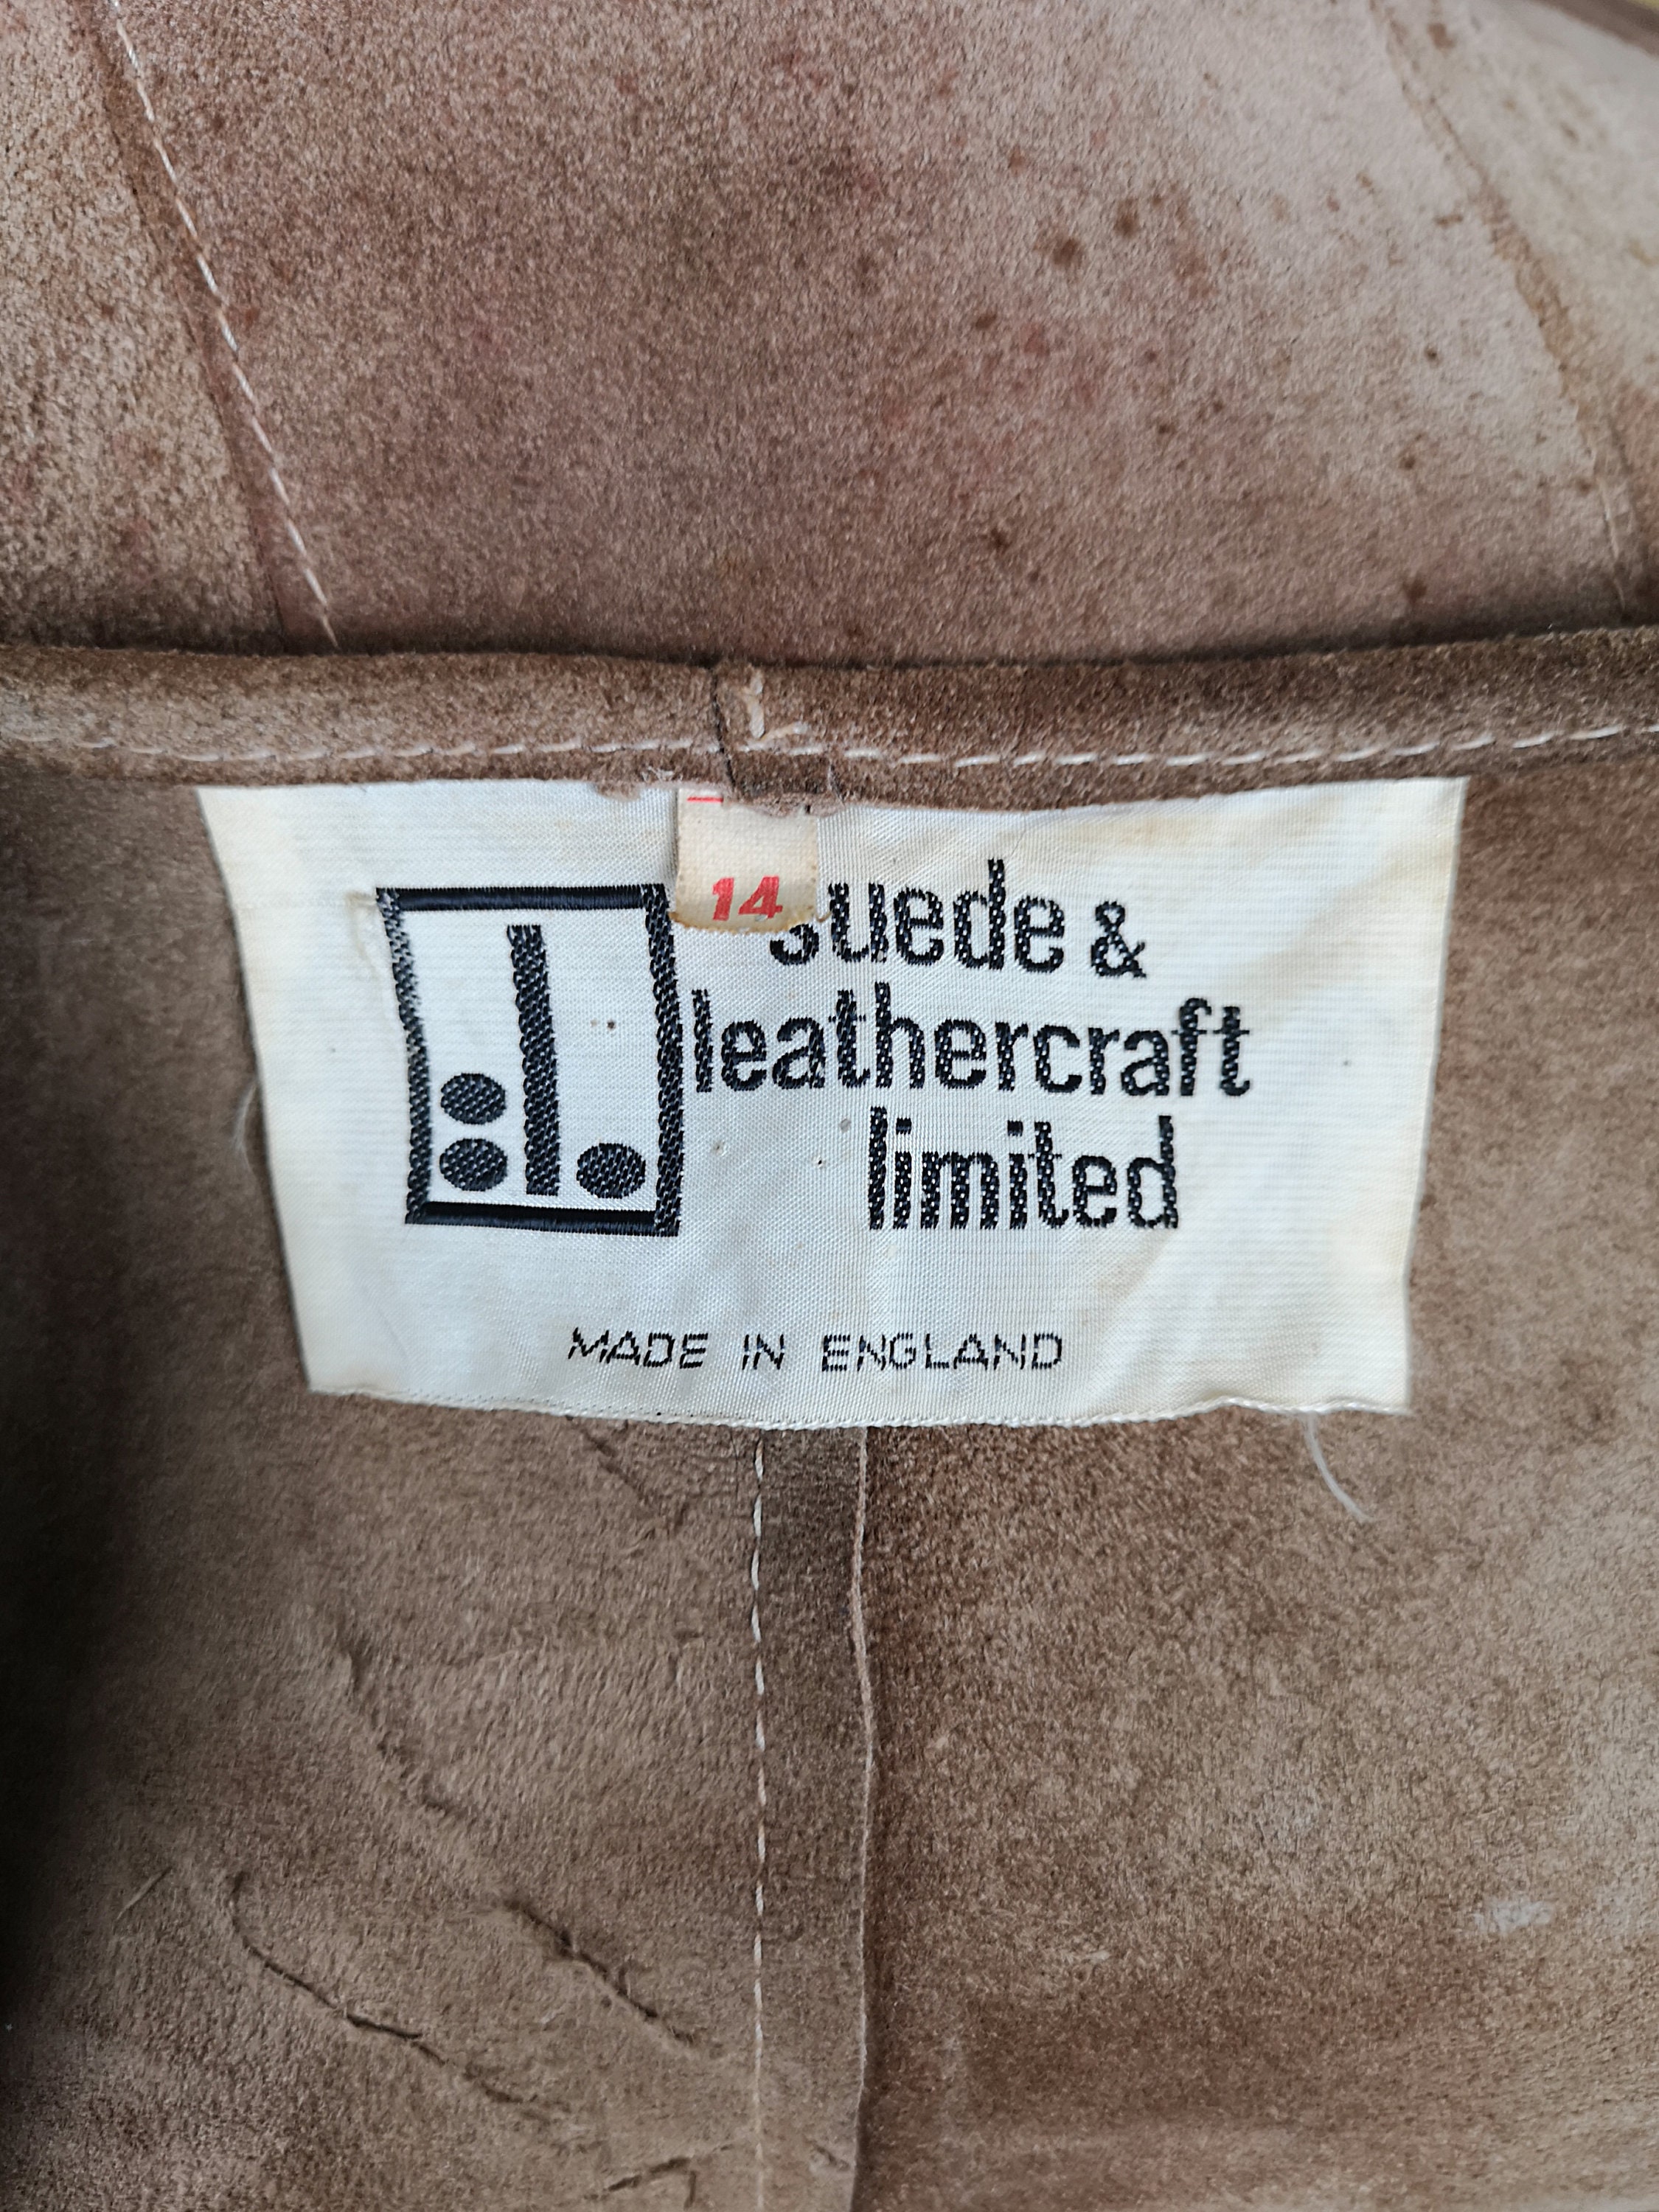 14
suede &
leathercraft
limited
MADE IN ENGLAND